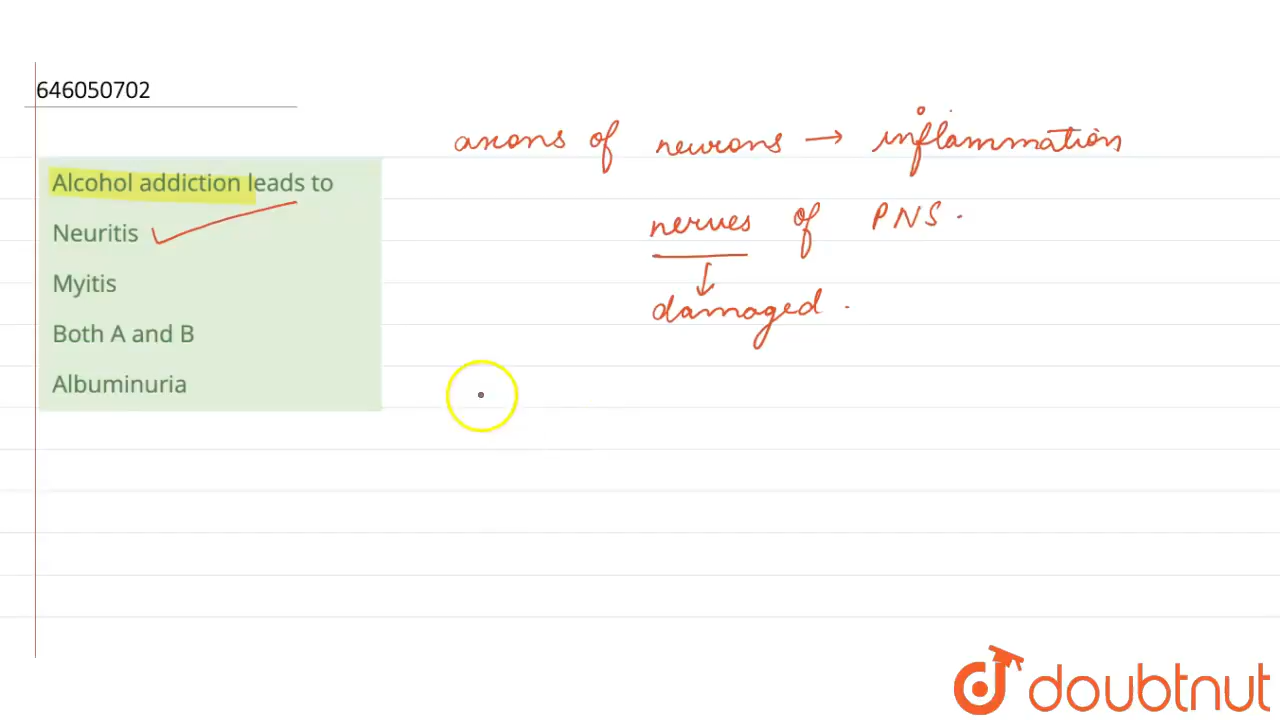 646050702
axons of neurons → inflammation
Alcohol addiction leads to
nerves of PNS.
Neuritis
Myitis
damaged.
Both A and B
Albuminuria
doubtnut